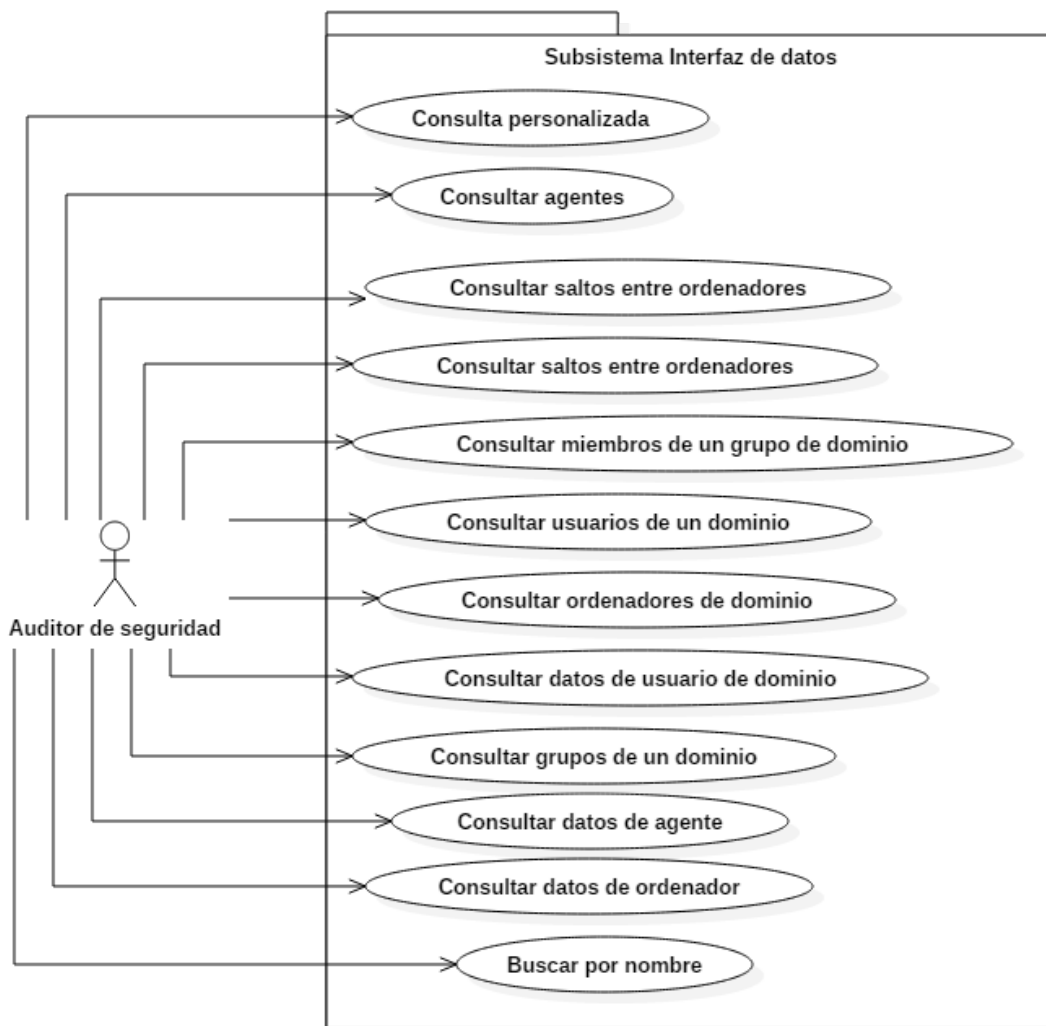 Subsistema Interfaz de datos
Consulta personalizada
Consultar agentes
Consultar saltos entre ordenadores
Consultar saltos entre ordenadores
Consultar miembros de un grupo de dominio
Consultar usuarios de un dominio
Consultar ordenadores de dominio
Auditor de seguridad
Consultar datos de usuario de dominio
Consultar grupos de un dominio
Consultar datos de agente
Consultar datos de ordenador
Buscar por nombre